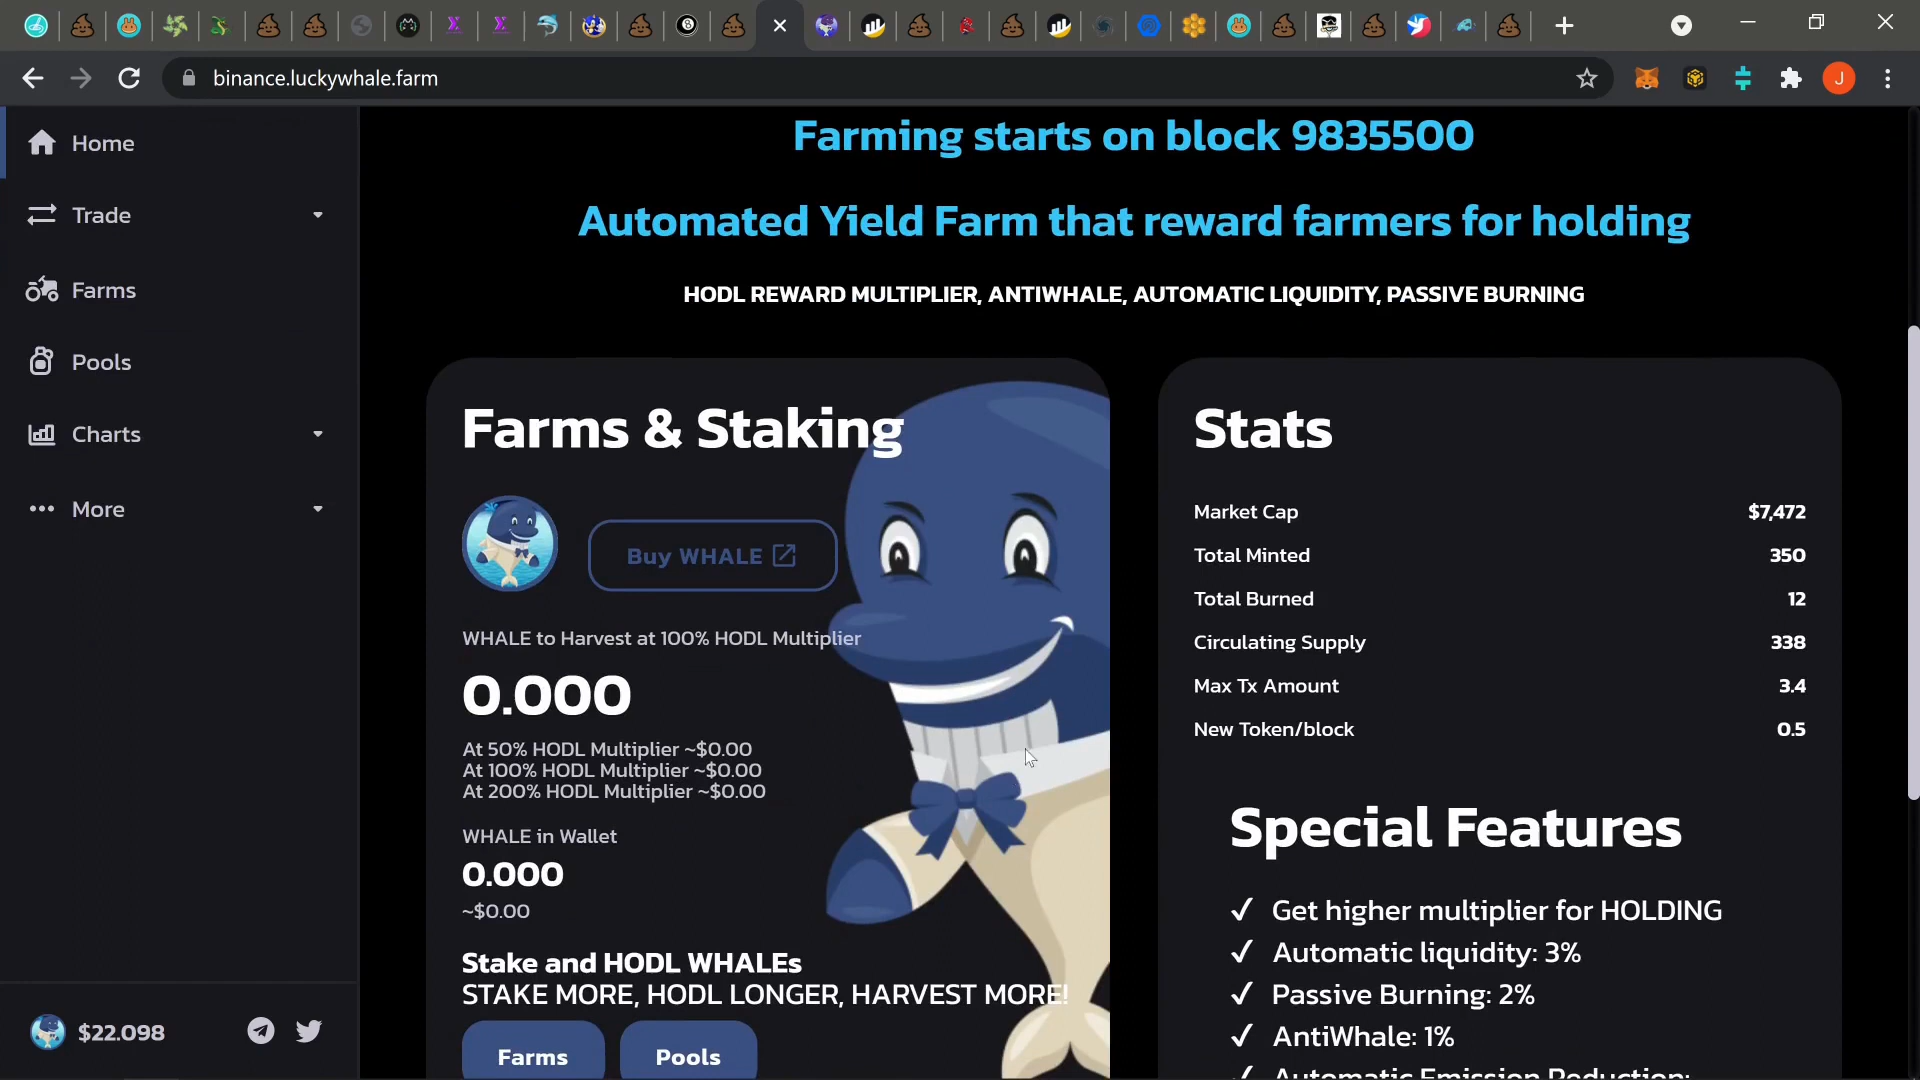 binance.luckywhale.farm
J
Home
Trade
Farms
Pools
Charts
More
$22.098
Farming starts on block 9835500
Automated Yield Farm that reward farmers for holding
HODL REWARD MULTIPLIER, ANTIWHALE, AUTOMATIC LIQUIDITY, PASSIVE BURNING
Farms & Staking
Buy WHALE
WHALE to Harvest at 100% HODL Multiplier
0.000
At 50% HODL Multiplier ~$0.00
At 100% HODL Multiplier ~$0.00
At 200% HODL Multiplier ~$0.00
WHALE in Wallet
0.000
~$0.00
Stake and HODL WHALEs
STAKE MORE, HODL LONGER, HARVEST MORE!
Farms Pools
Stats
Market Cap $7,472
Total Minted 350
Total Burned 12
Circulating Supply 338
Max Tx Amount 3.4
New Token/block 0.5
Special Features
✓ Get higher multiplier for HOLDING
✓ Automatic liquidity: 3%
✓ Passive Burning: 2%
✓ AntiWhale: 1%
✓ Automatic Emission Reduction: